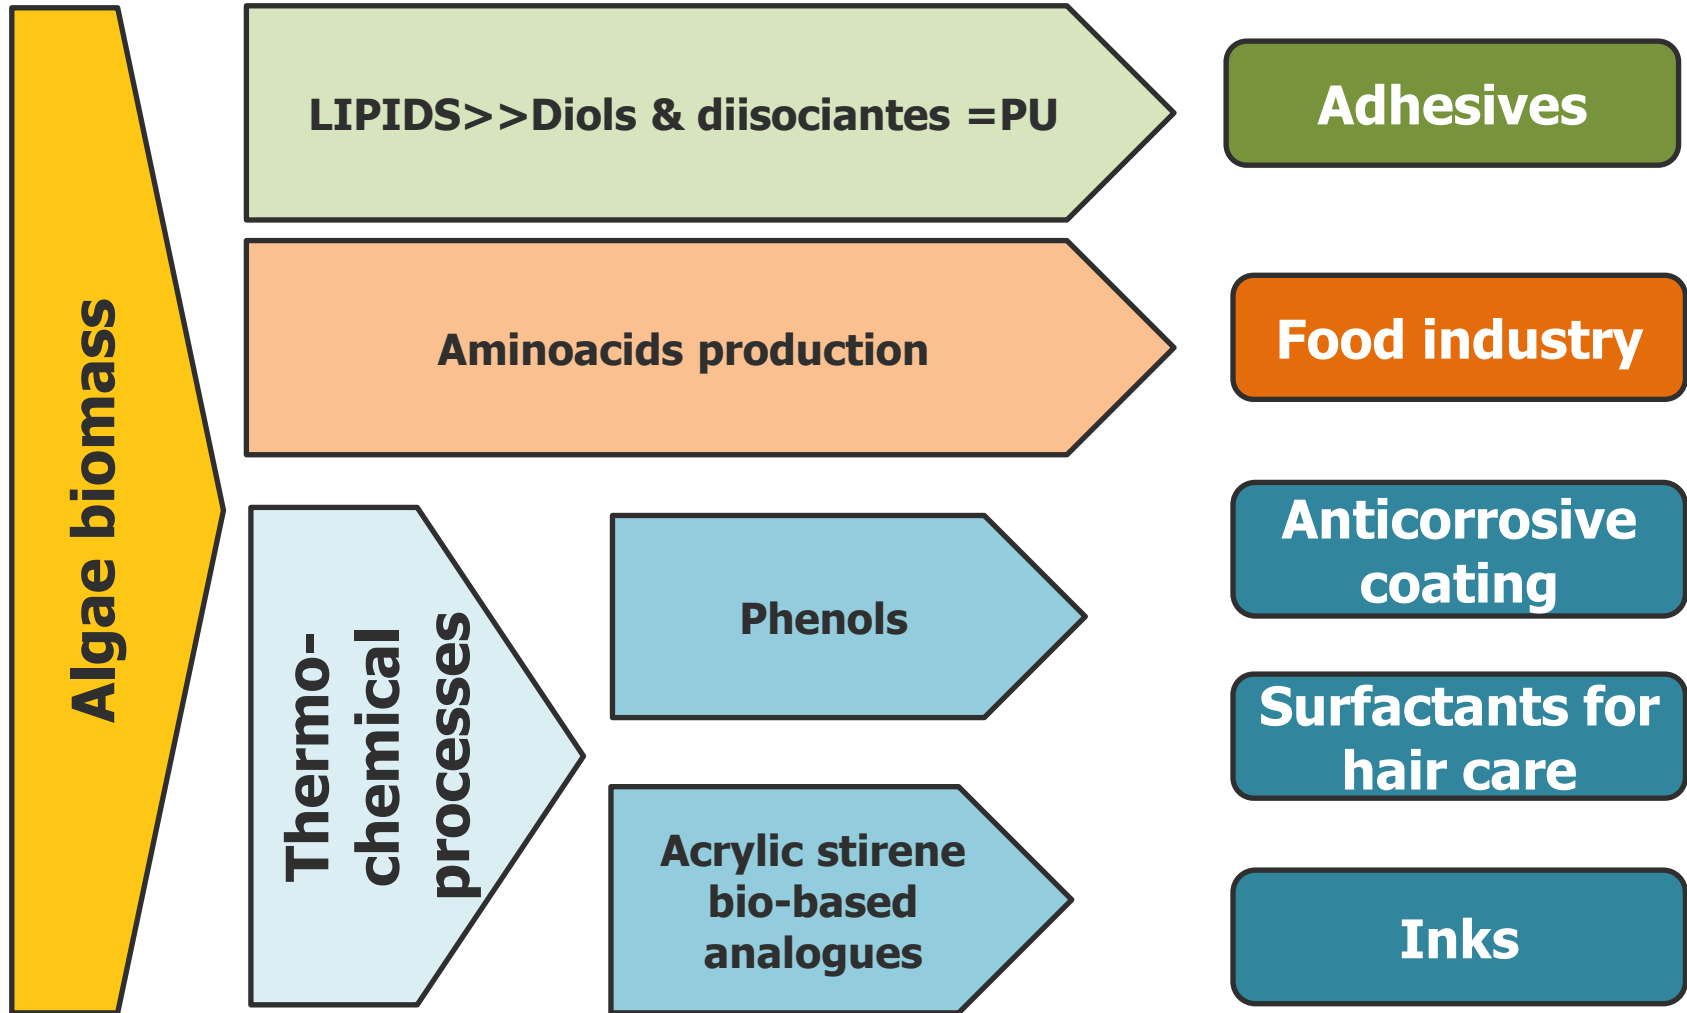 Algae biomass
LIPIDS>>Diols & diisociantes =PU
Adhesives
Aminoacids production
Food industry
Thermo-
chemical
processes
Phenols
Acrylic stirene
bio-based
analogues
Anticorrosive
coating
Surfactants for
hair care
Inks